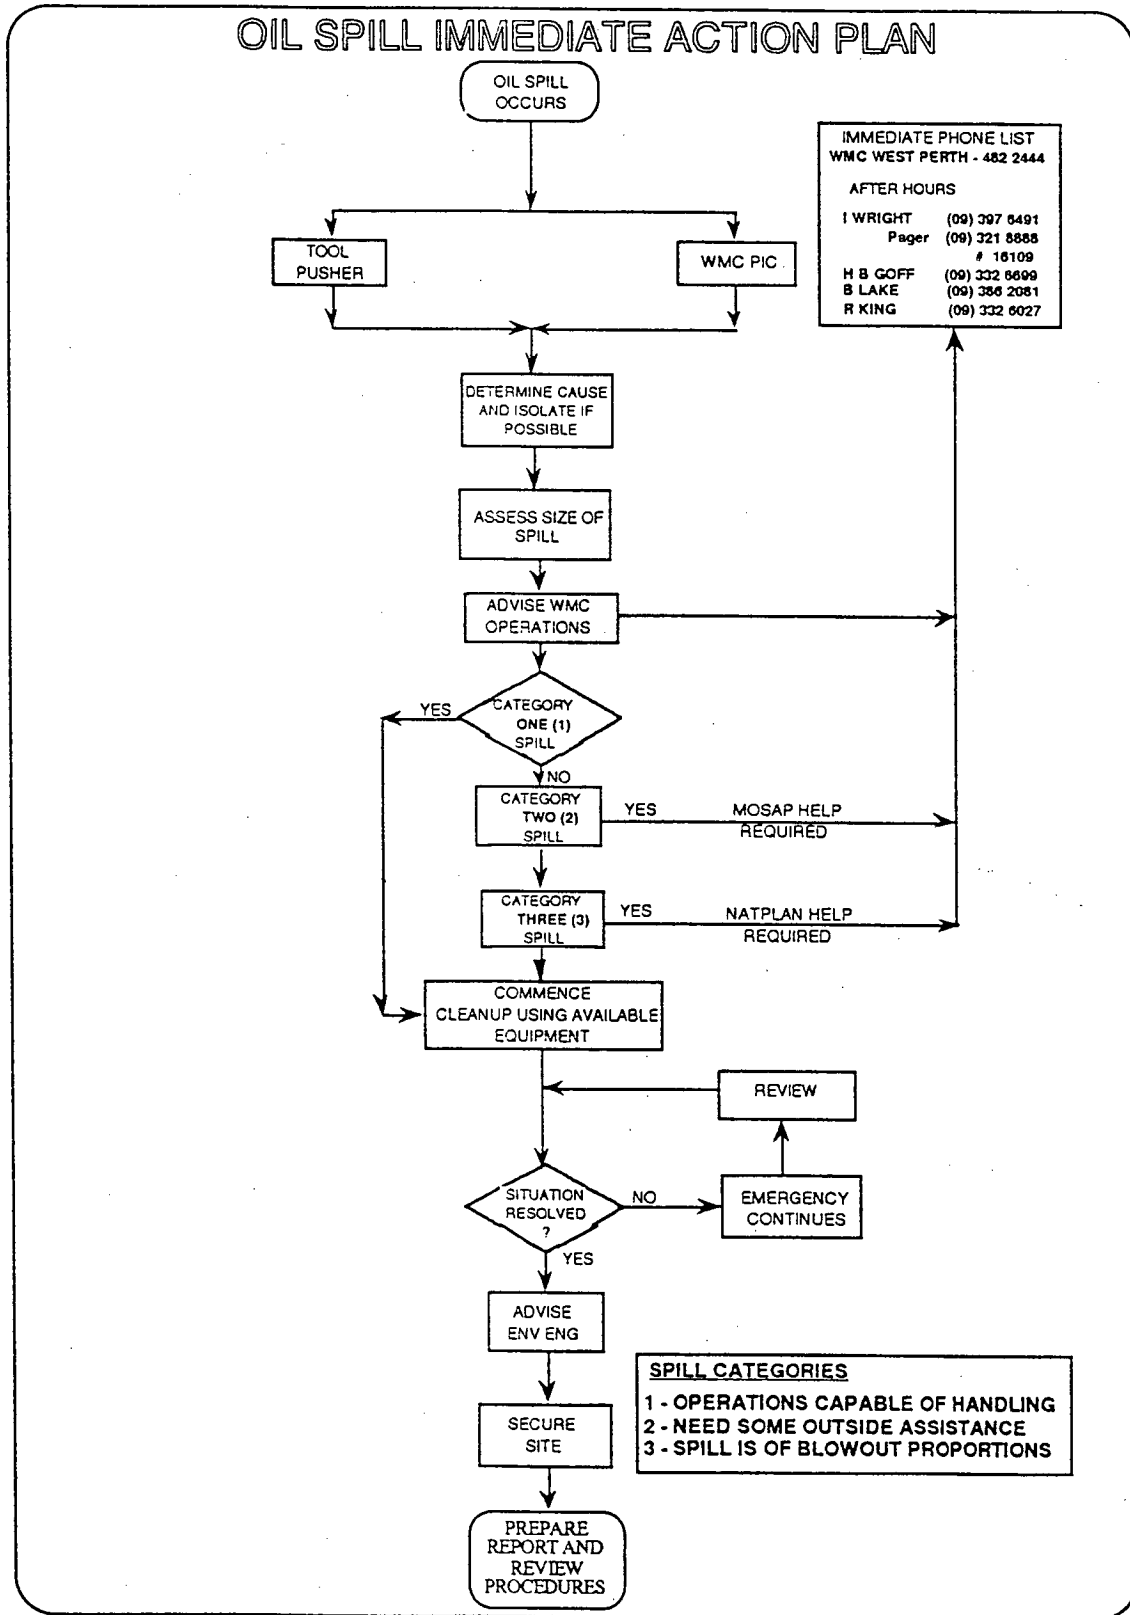 OIL SPILL IMMEDIATE ACTION PLAN
OIL SPILL
OCCURS
IMMEDIATE PHONE LIST
WMC WEST PERTH - 482 2444
AFTER HOURS
I WRIGHT (09) 397 6491
Pager (09) 321 8888
# 16109
H B GOFF (09) 332 6699
B LAKE (09) 386 2081
R KING (09) 332 6027
TOOL
PUSHER
WMC PIC
DETERMINE CAUSE
AND ISOLATE IF
POSSIBLE
ASSESS SIZE OF
SPILL
ADVISE WMC
OPERATIONS
YES
CATEGORY
ONE (1)
SPILL
NO
CATEGORY
TWO (2)
SPILL
YES
MOSAP HELP
REQUIRED
CATEGORY
THREE (3)
SPILL
YES
NATPLAN HELP
REQUIRED
COMMENCE
CLEANUP USING AVAILABLE
EQUIPMENT
REVIEW
SITUATION
RESOLVED
?
NO
EMERGENCY
CONTINUES
YES
ADVISE
ENV ENG
SECURE
SITE
SPILL CATEGORIES
1 - OPERATIONS CAPABLE OF HANDLING
2 - NEED SOME OUTSIDE ASSISTANCE
3 - SPILL IS OF BLOWOUT PROPORTIONS
PREPARE
REPORT AND
REVIEW
PROCEDURES